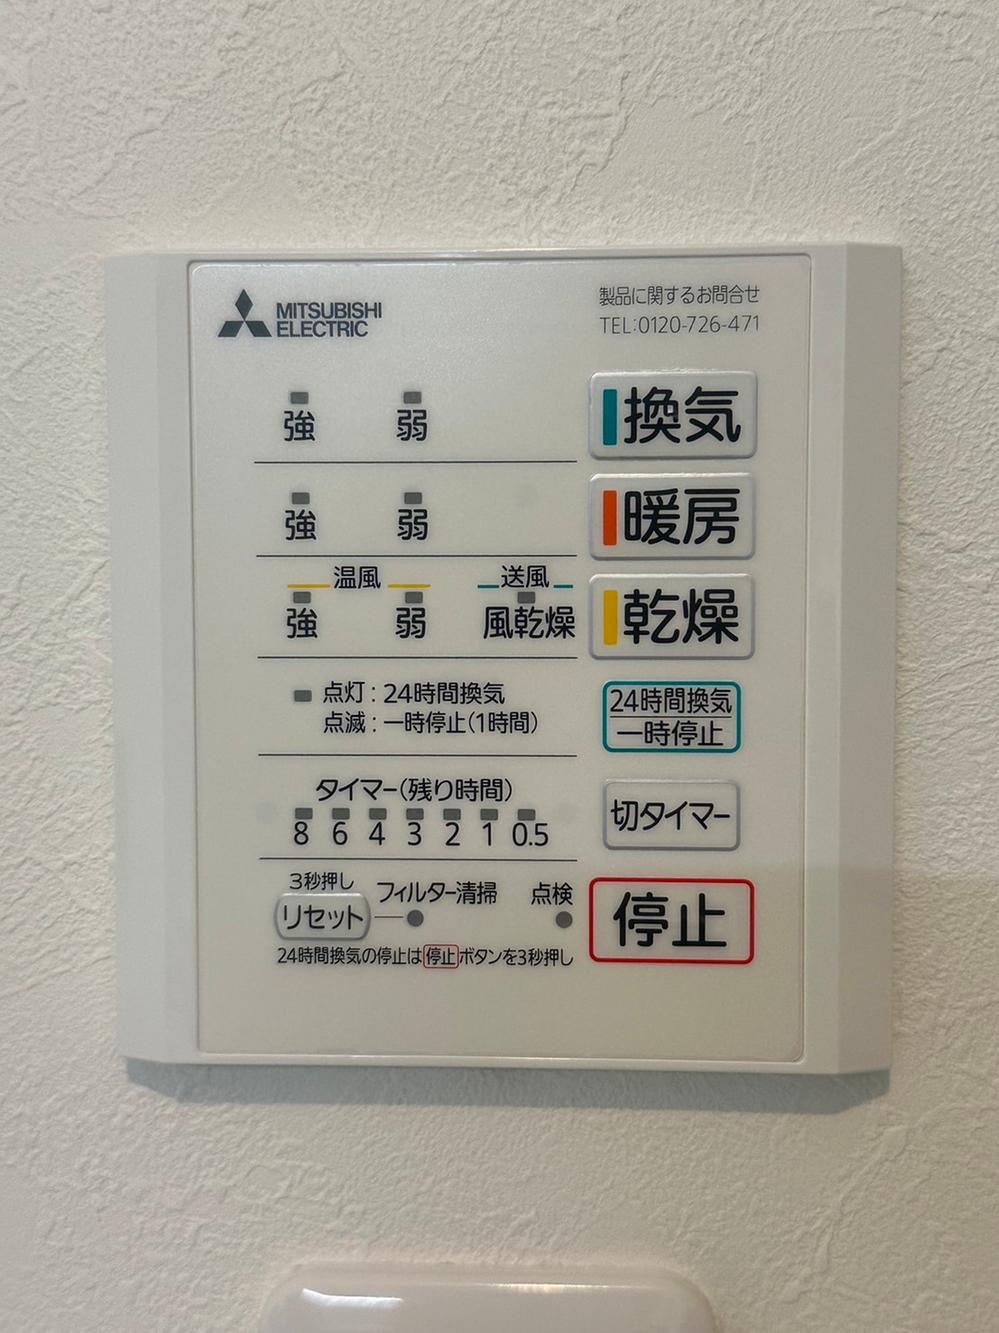 MITSUBISHI
ELECTRIC
製品に関するお問合せ
TEL:0120-726-471
強 弱 換気
強 弱 暖房
温風 送風
強 弱 風乾燥 乾燥
点灯:24時間換気
点滅:一時停止(1時間)
24時間換気
一時停止
タイマー(残り時間)
8 6 4 3 2 1 0.5
切タイマー
3秒押し
リセット フィルター清掃 点検
停止
24時間換気の停止は停止ボタンを3秒押し